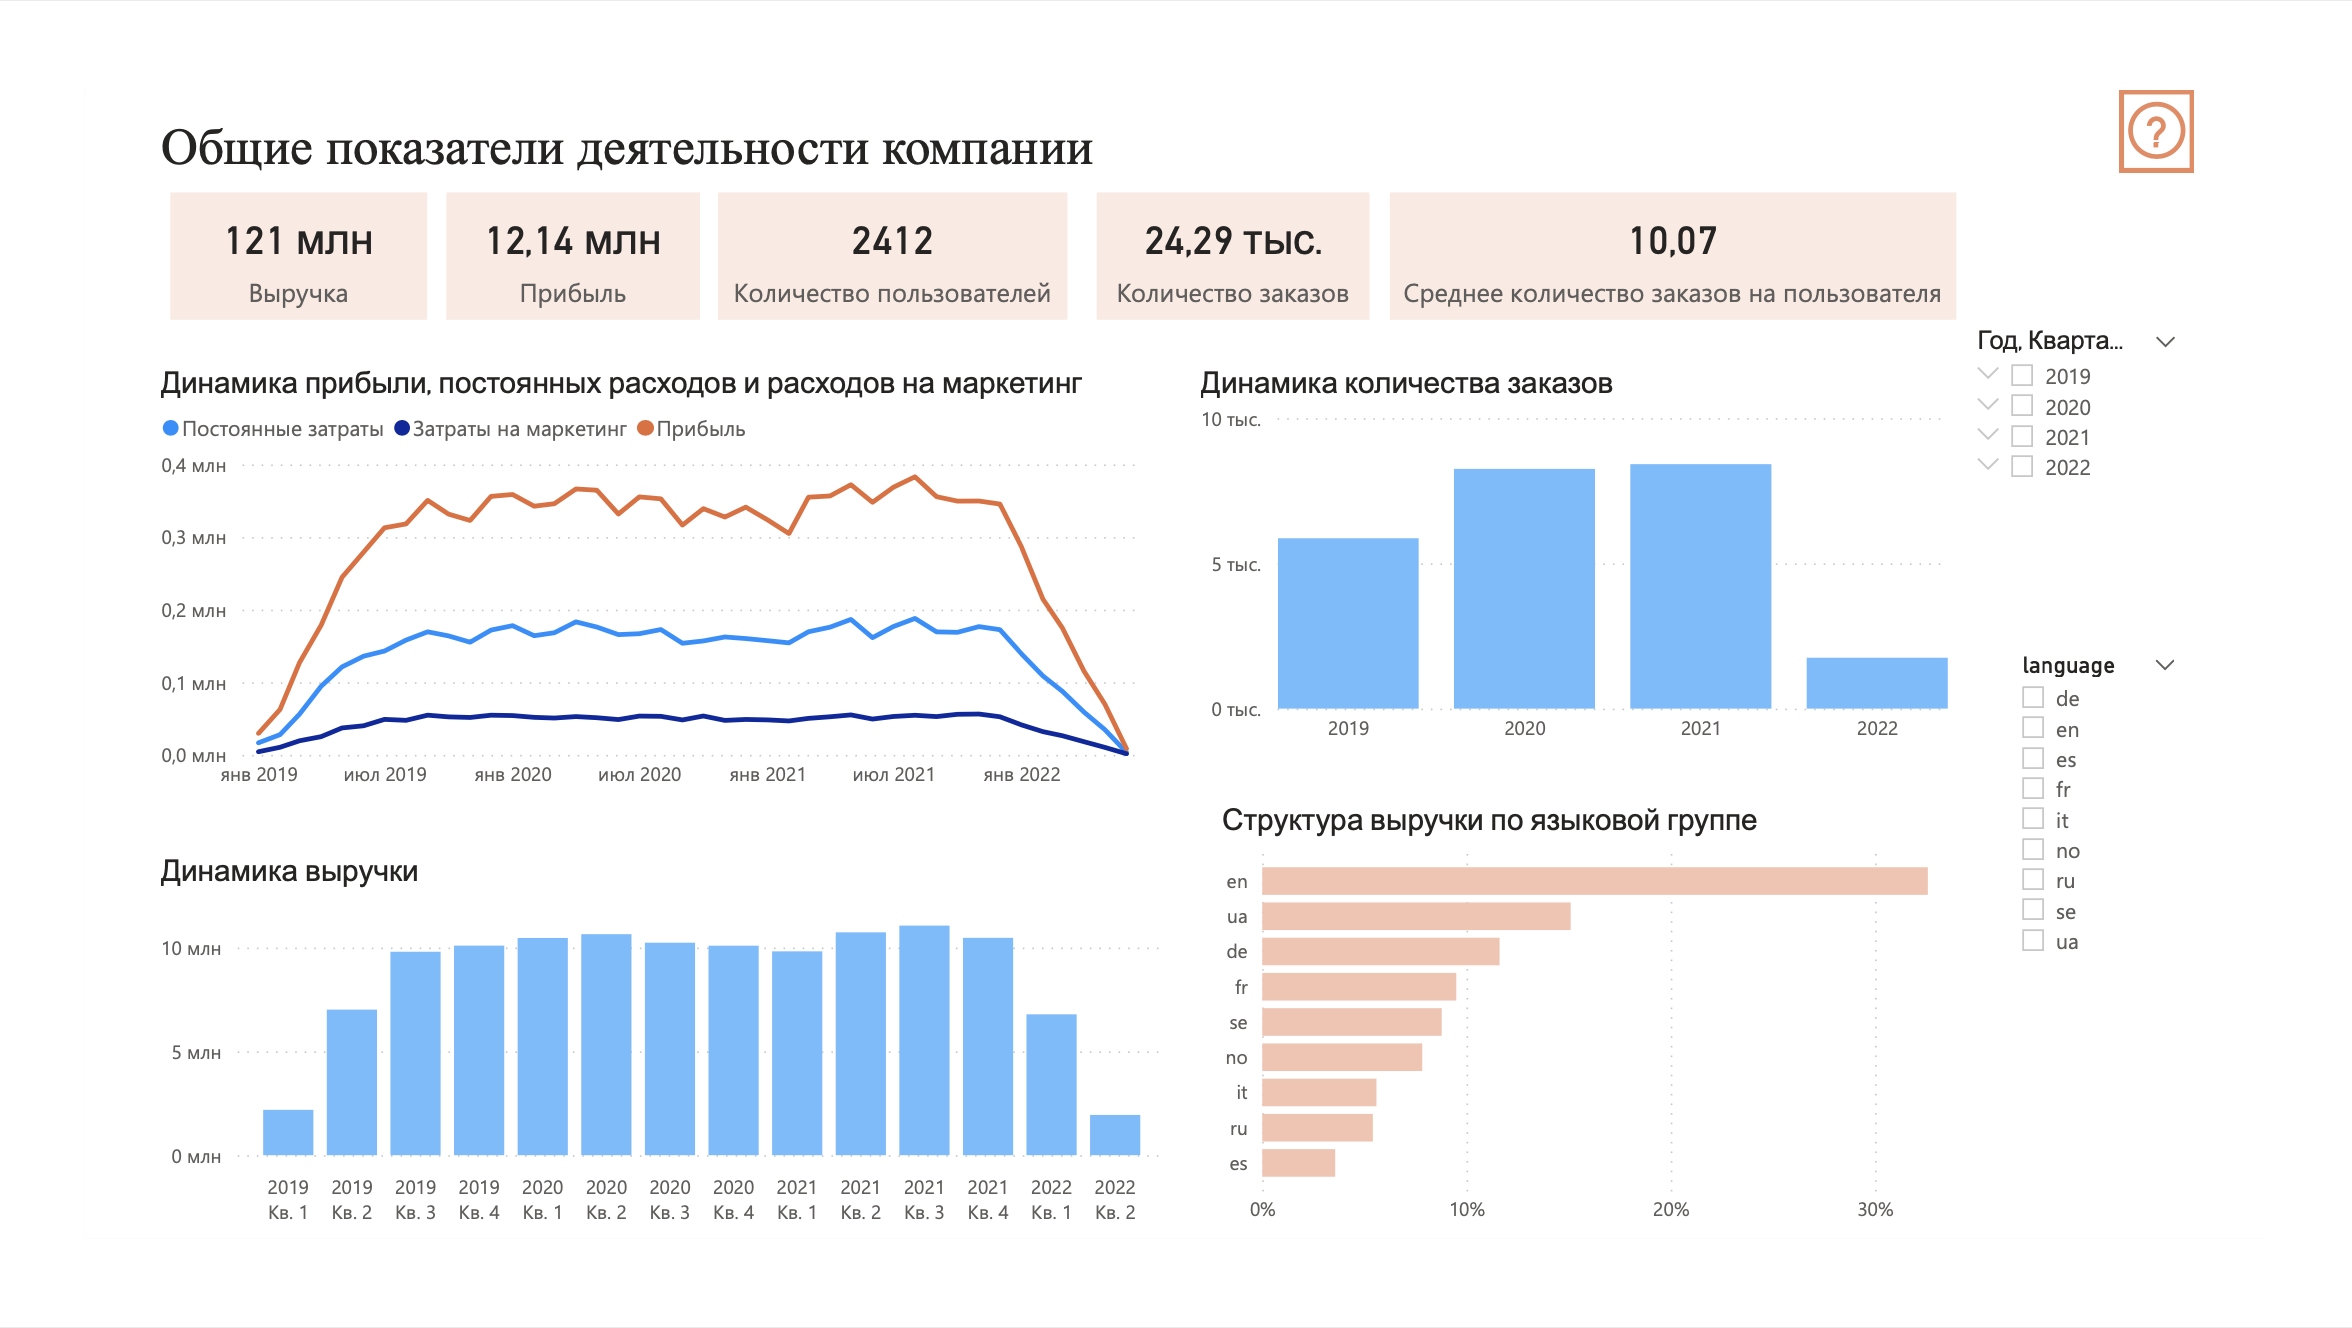 Общие показатели деятельности компании
?
121 млн
Выручка
12,14 млн
Прибыль
2412
Количество пользователей
24,29 тыс.
Количество заказов
10,07
Среднее количество заказов на пользователя
Год, Кварта...
2019
2020
2021
2022
Динамика прибыли, постоянных расходов и расходов на маркетинг
Постоянные затраты Затраты на маркетинг Прибыль
0,4 млн
0,3 млн
0,2 млн
0,1 млн
0,0 млн
янв 2019 июл 2019 янв 2020 июл 2020 янв 2021 июл 2021 янв 2022
Динамика количества заказов
10 тыс.
5 тыс.
0 тыс.
2019 2020 2021 2022
language
de
en
es
fr
it
no
ru
se
ua
Динамика выручки
10 млн
5 млн
0 млн
2019 2019 2019 2019 2020 2020 2020 2020 2021 2021 2021 2021 2022 2022
Кв. 1 Кв. 2 Кв. 3 Кв. 4 Кв. 1 Кв. 2 Кв. 3 Кв. 4 Кв. 1 Кв. 2 Кв. 3 Кв. 4 Кв. 1 Кв. 2
Структура выручки по языковой группе
en
ua
de
fr
se
no
it
ru
es
0% 10% 20% 30%